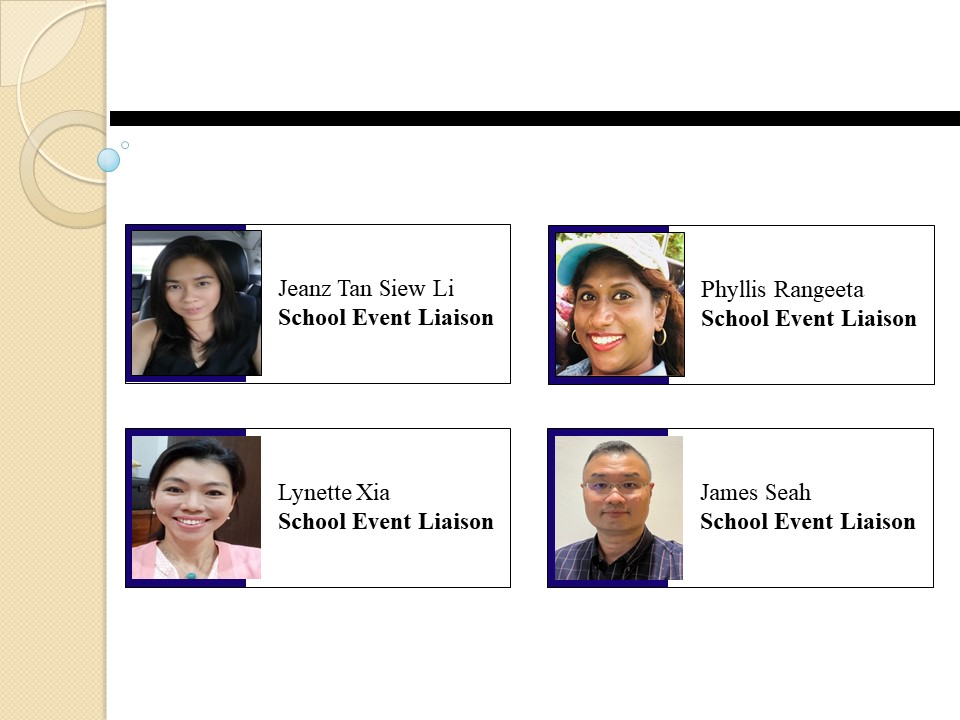 Jeanz Tan Siew Li
School Event Liaison
Phyllis Rangeeta
School Event Liaison
Lynette Xia
School Event Liaison
James Seah
School Event Liaison